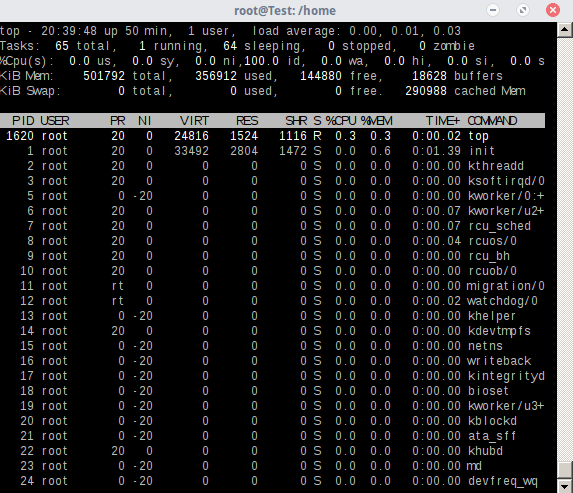 root@Test: /home
top - 20:39:48 up 50 min,  1 user,  load average: 0.00, 0.01, 0.03
Tasks:  65 total,   1 running,  64 sleeping,   0 stopped,   0 zombie
%Cpu(s):  0.0 us,  0.0 sy,  0.0 ni,100.0 id,  0.0 wa,  0.0 hi,  0.0 si,  0.0 s
KiB Mem:   501792 total,   356912 used,   144880 free,    18628 buffers
KiB Swap:        0 total,        0 used,        0 free.   290988 cached Mem
PID USER PR NI VIRT RES SHR S %CPU %MEM TIME+ COMMAND
1620 root 20 0 24816 1524 1116 R 0.3 0.3 0:00.02 top
1 root 20 0 33492 2804 1472 S 0.0 0.6 0:01.39 init
2 root 20 0 0 0 0 S 0.0 0.0 0:00.00 kthreadd
3 root 20 0 0 0 0 S 0.0 0.0 0:00.00 ksoftirqd/0
5 root 0 -20 0 0 0 S 0.0 0.0 0:00.00 kworker/0:+
6 root 20 0 0 0 0 S 0.0 0.0 0:00.07 kworker/u2+
7 root 20 0 0 0 0 S 0.0 0.0 0:00.07 rcu_sched
8 root 20 0 0 0 0 S 0.0 0.0 0:00.04 rcuos/0
9 root 20 0 0 0 0 S 0.0 0.0 0:00.00 rcu_bh
10 root 20 0 0 0 0 S 0.0 0.0 0:00.00 rcuob/0
11 root rt 0 0 0 0 S 0.0 0.0 0:00.00 migration/0
12 root rt 0 0 0 0 S 0.0 0.0 0:00.02 watchdog/0
13 root 0 -20 0 0 0 S 0.0 0.0 0:00.00 khelper
14 root 20 0 0 0 0 S 0.0 0.0 0:00.00 kdevtmpfs
15 root 0 -20 0 0 0 S 0.0 0.0 0:00.00 netns
16 root 0 -20 0 0 0 S 0.0 0.0 0:00.00 writeback
17 root 0 -20 0 0 0 S 0.0 0.0 0:00.00 kintegrityd
18 root 0 -20 0 0 0 S 0.0 0.0 0:00.00 bioset
19 root 0 -20 0 0 0 S 0.0 0.0 0:00.00 kworker/u3+
20 root 0 -20 0 0 0 S 0.0 0.0 0:00.00 kblockd
21 root 0 -20 0 0 0 S 0.0 0.0 0:00.00 ata_sff
22 root 20 0 0 0 0 S 0.0 0.0 0:00.00 khubd
23 root 0 -20 0 0 0 S 0.0 0.0 0:00.00 md
24 root 0 -20 0 0 0 S 0.0 0.0 0:00.00 devfreq_wq